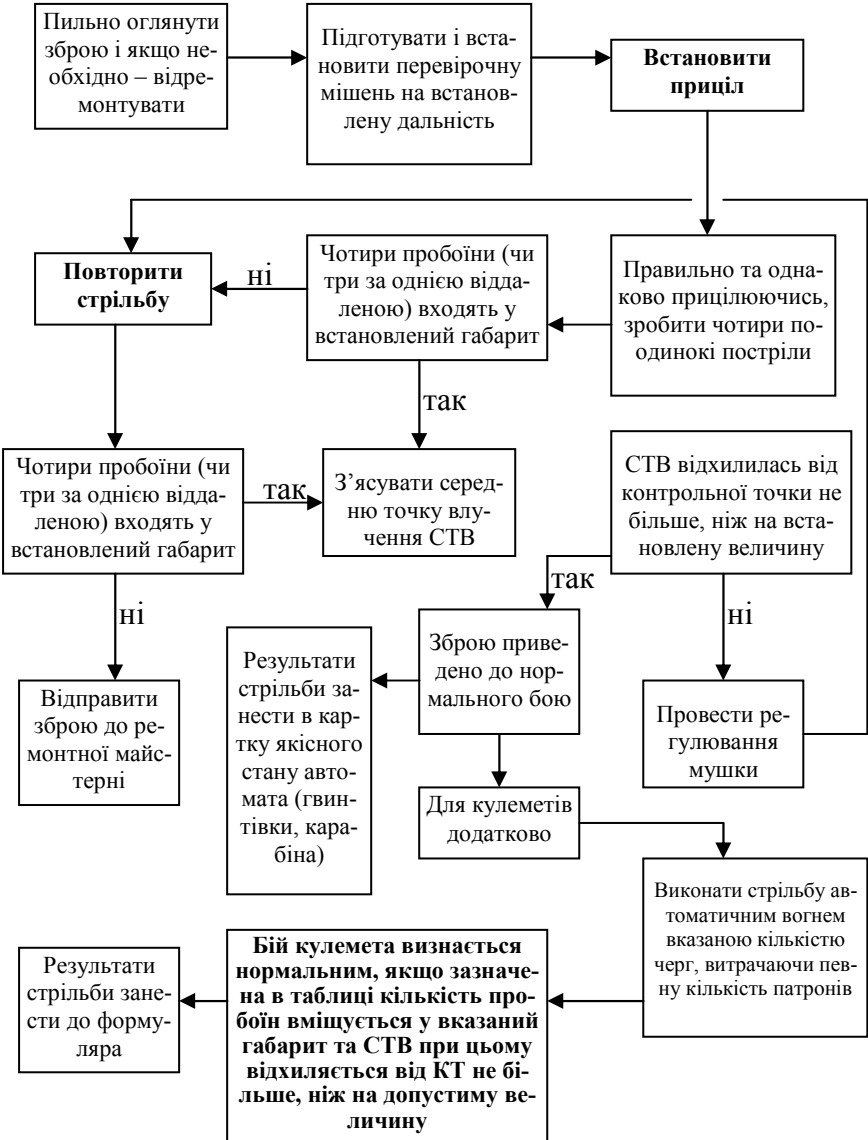 Пильно оглянути
зброю і якщо не-
обхідно – відре-
монтувати
Підготувати і вста-
новити перевірочну
мішень на встанов-
лену дальність
Встановити
приціл
Повторити
стрільбу
ні
Чотири пробоїни (чи
три за однією відда-
леною) входять у
встановлений габарит
Правильно та одна-
ково прицілюючись,
зробити чотири по-
одинокі постріли
так
Чотири пробоїни (чи
три за однією відда-
леною) входять у
встановлений габарит
так
З’ясувати серед-
ню точку влу-
чення СТВ
СТВ відхилилась від
контрольної точки не
більше, ніж на вста-
новлену величину
ні
так
ні
Відправити
зброю до ре-
монтної майс-
терні
Результати
стрільби за-
нести в кар-
тку якісного
стану авто-
мата (гвин-
тівки, кара-
біна)
Зброю приве-
дено до нор-
мального бою
Провести ре-
гулювання
мушки
Для кулеметів
додатково
Виконати стрільбу ав-
томатичним вогнем
вказаною кількістю
черг, витрачаючи пев-
ну кількість патронів
Бій кулемета визнається
нормальним, якщо зазначе-
на в таблиці кількість про-
боїн вміщується у вказаний
габарит та СТВ при цьому
відхиляється від КТ не бі-
льше, ніж на допустиму ве-
личину
Результати
стрільби зане-
сти до форму-
ляра